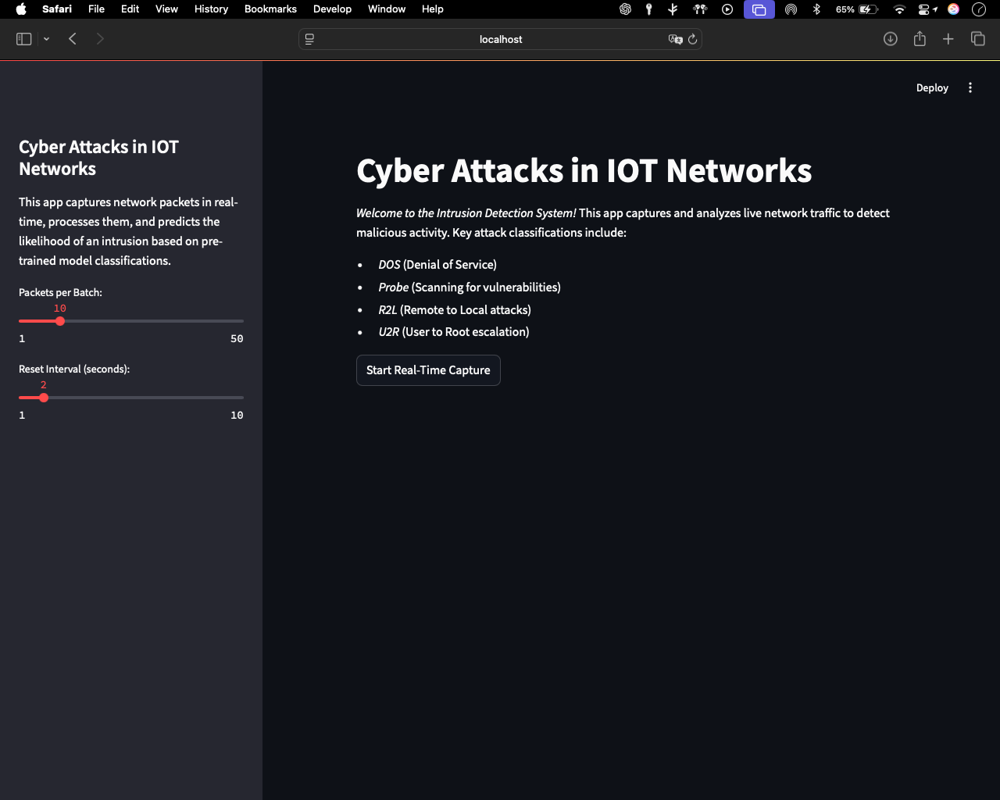 Safari File Edit View History Bookmarks Develop Window Help 65%
localhost
Deploy
Cyber Attacks in IOT
Networks
This app captures network packets in real-
time, processes them, and predicts the
likelihood of an intrusion based on pre-
trained model classifications.
Packets per Batch:
10
1 50
Reset Interval (seconds):
2
1 10
Cyber Attacks in IOT Networks
Welcome to the Intrusion Detection System! This app captures and analyzes live network traffic to detect
malicious activity. Key attack classifications include:
• DOS (Denial of Service)
• Probe (Scanning for vulnerabilities)
• R2L (Remote to Local attacks)
• U2R (User to Root escalation)
Start Real-Time Capture